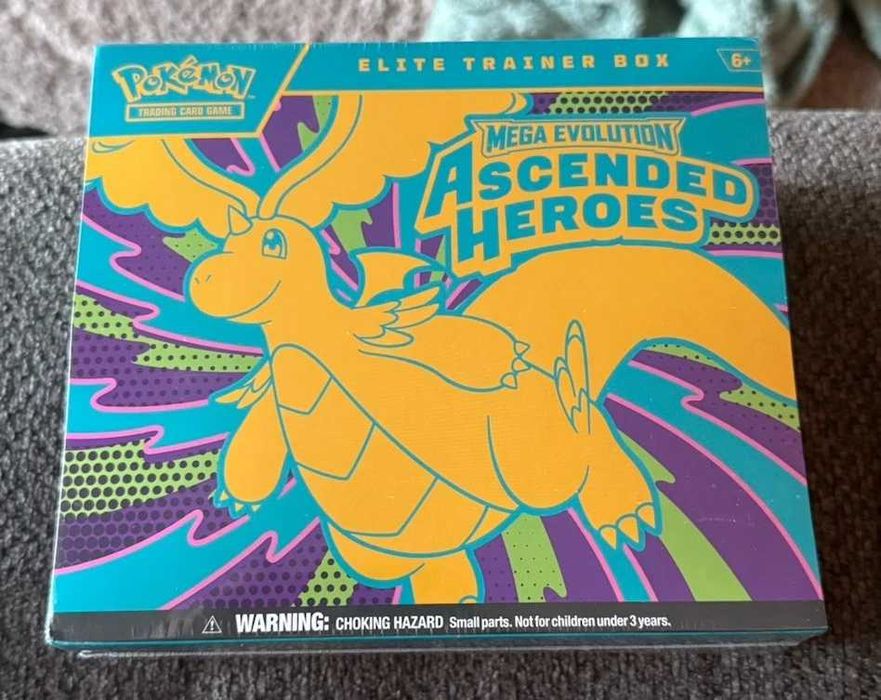 POKéMON
TRADING CARD GAME
ELITE TRAINER BOX
6+
MEGA EVOLUTION
ASCENDED
HEROES
WARNING: CHOKING HAZARD Small parts. Not for children under 3 years.